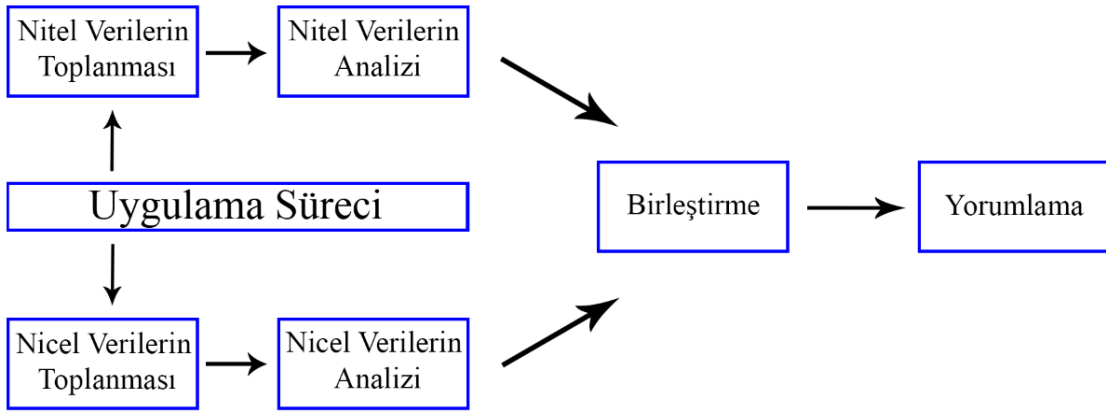 Nitel Verilerin
Toplanması
Nitel Verilerin
Analizi
Uygulama Süreci
Birleştirme
Yorumlama
Nicel Verilerin
Toplanması
Nicel Verilerin
Analizi